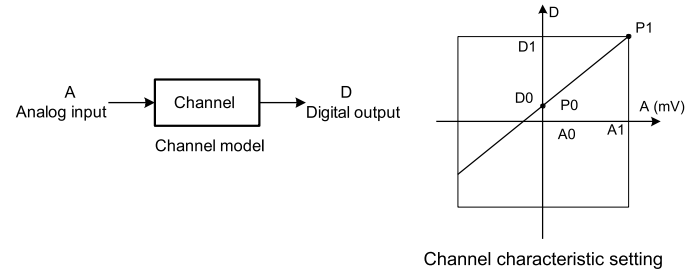 A
Analog input
Channel
D
Digital output
Channel model
D
P1
D1
D0
P0
A (mV)
A0
A1
Channel characteristic setting